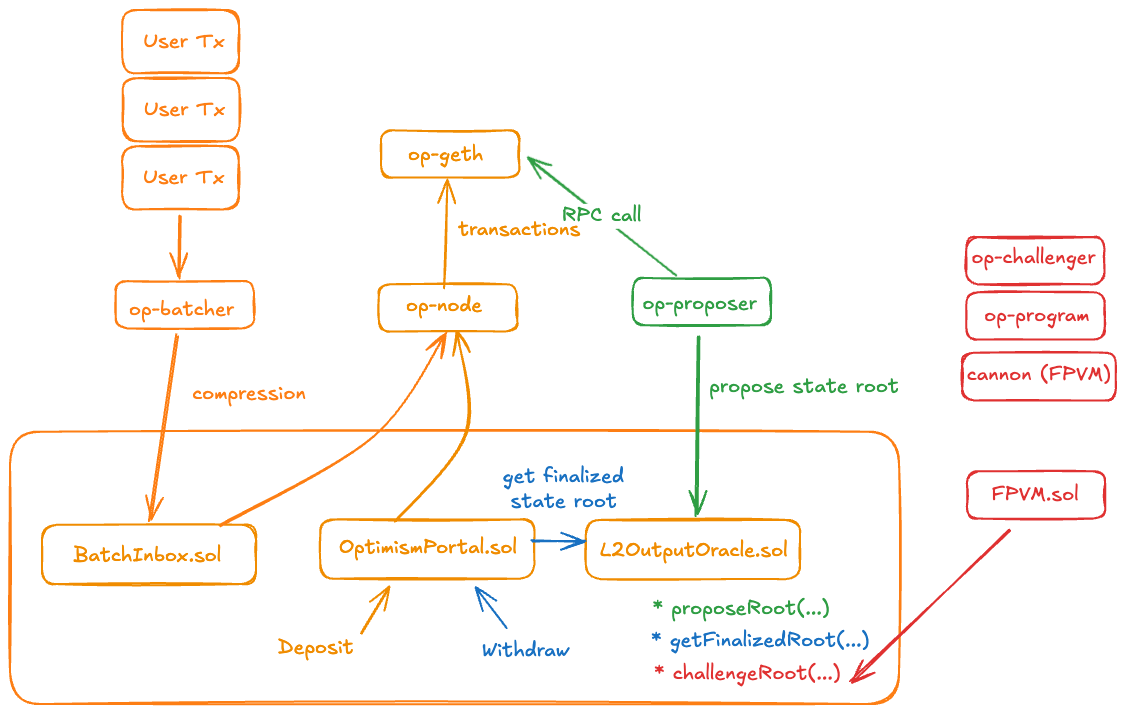 User Tx
User Tx
User Tx
op-geth
RPC call
transactions
op-challenger
op-batcher
op-node
op-proposer
op-program
cannon (FPVM)
compression
propose state root
get finalized
state root
FPVM.sol
BatchInbox.sol
OptimismPortal.sol
L2OutputOracle.sol
* proposeRoot(...)
Deposit
Withdraw
* getFinalizedRoot(...)
* challengeRoot(...)